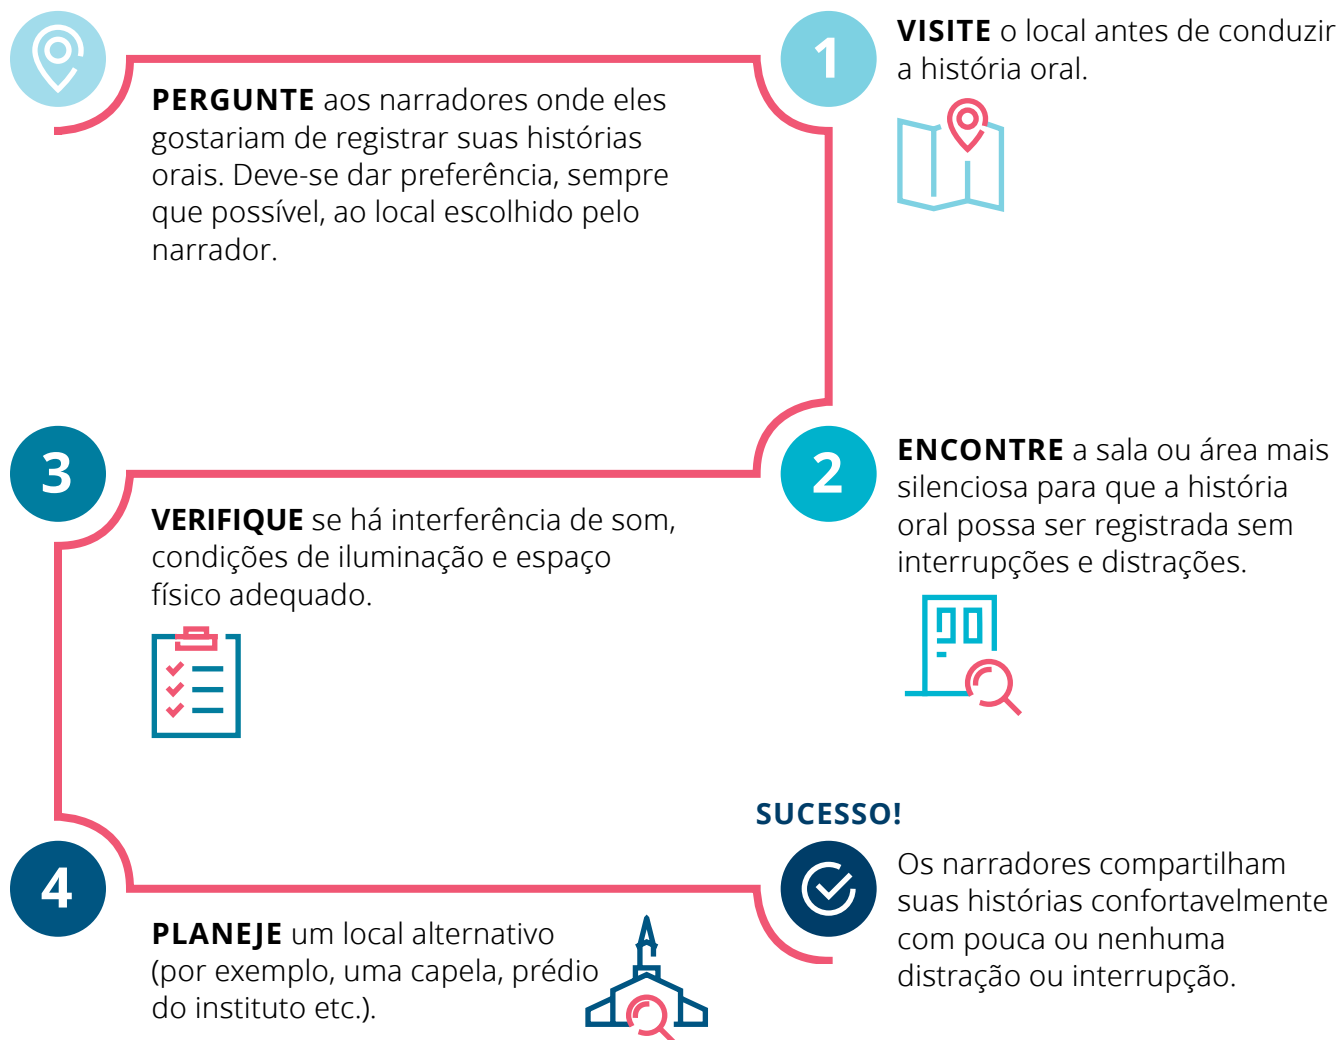 PERGUNTE aos narradores onde eles
gostariam de registrar suas histórias
orais. Deve-se dar preferência, sempre
que possível, ao local escolhido pelo
narrador.
1
VISITE o local antes de conduzir
a história oral.
2
ENCONTRE a sala ou área mais
silenciosa para que a história
oral possa ser registrada sem
interrupções e distrações.
3
VERIFIQUE se há interferência de som,
condições de iluminação e espaço
físico adequado.
4
PLANEJE um local alternativo
(por exemplo, uma capela, prédio
do instituto etc.).
SUCESSO!
Os narradores compartilham
suas histórias confortavelmente
com pouca ou nenhuma
distração ou interrupção.